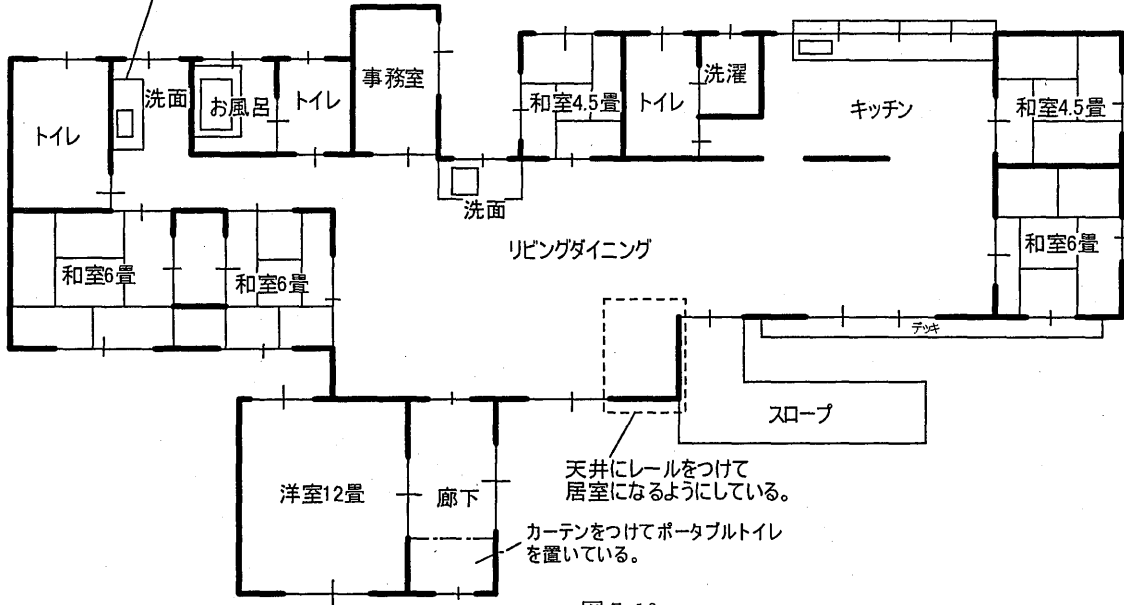 事務室
洗面
お風呂
トイレ
トイレ
和室4.5畳
トイレ
洗濯
キッチン
和室4.5畳
洗面
リビングダイニング
和室6畳
和室6畳
和室6畳
デッキ
スロープ
天井にレールをつけて
居室になるようにしている。
洋室12畳
廊下
カーテンをつけてポータブルトイレ
を置いている。